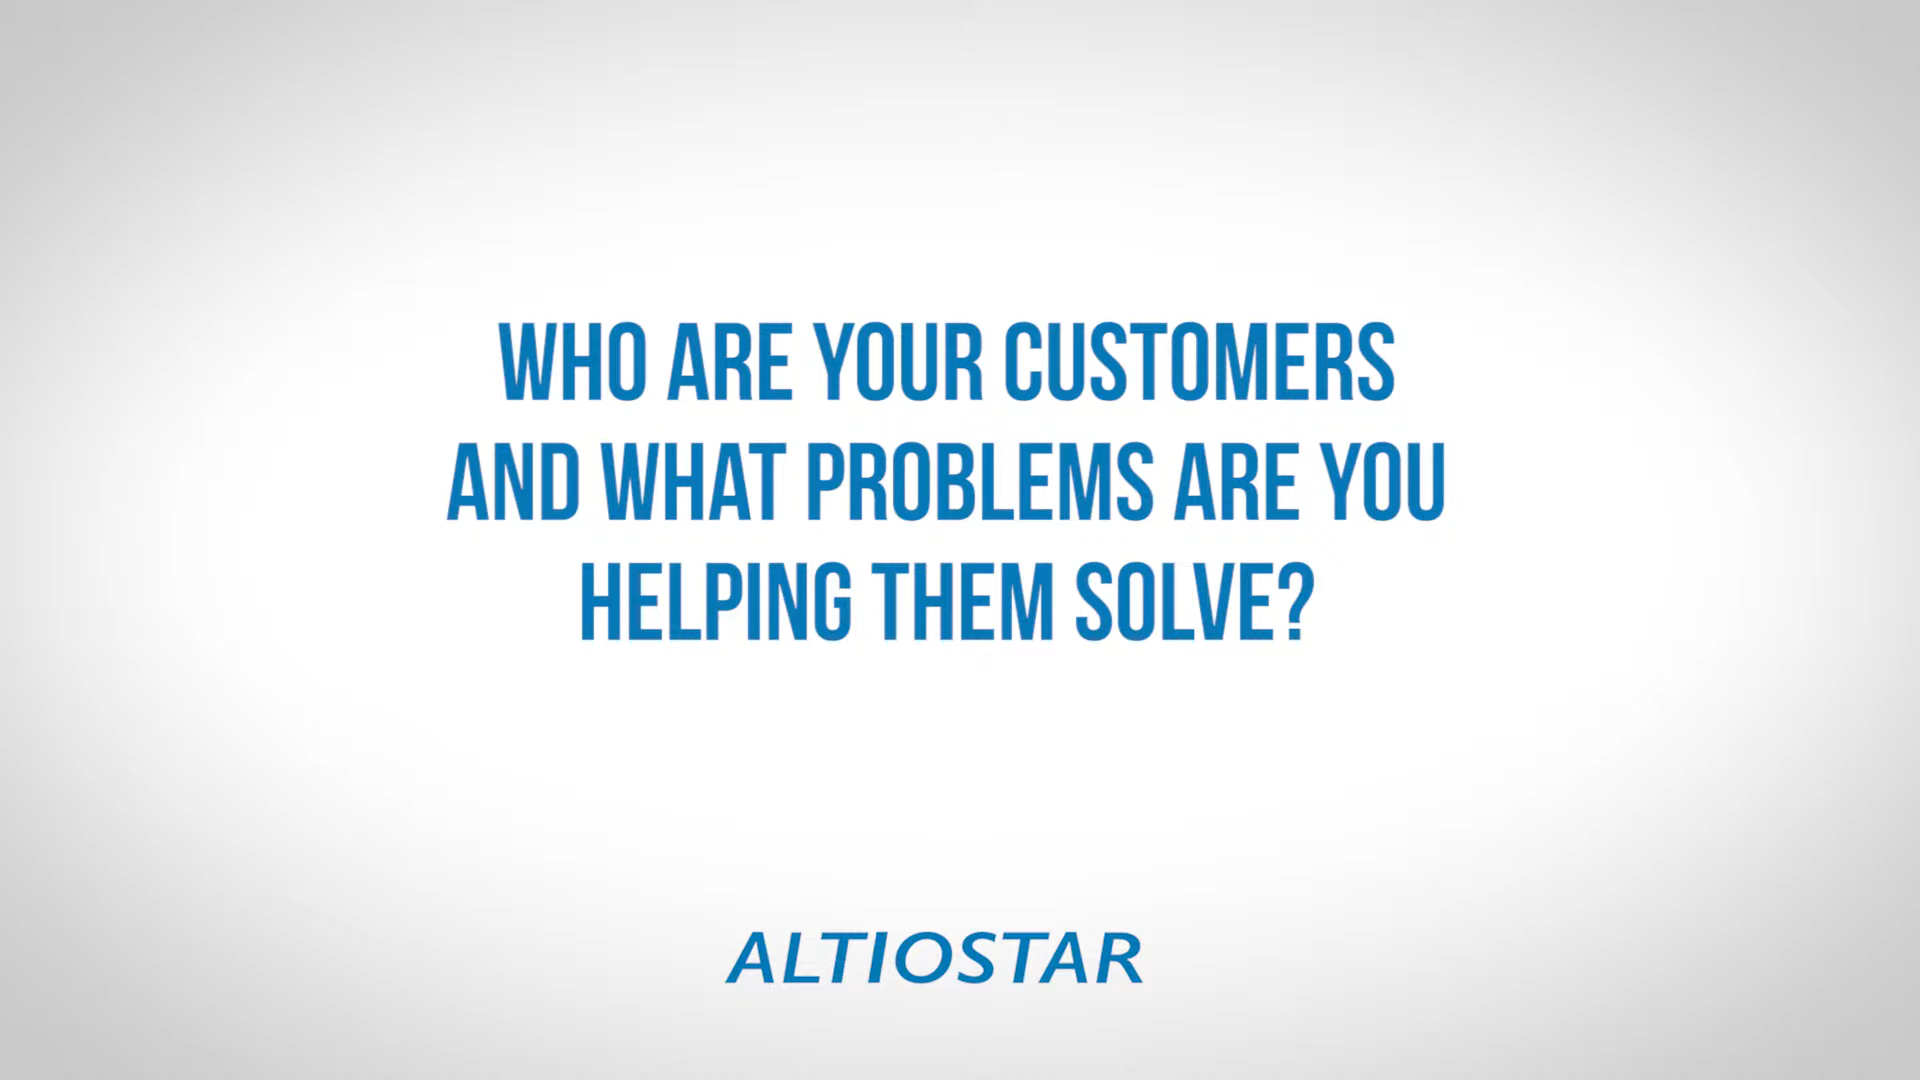 WHO ARE YOUR CUSTOMERS
AND WHAT PROBLEMS ARE YOU
HELPING THEM SOLVE?
ALTIOSTAR